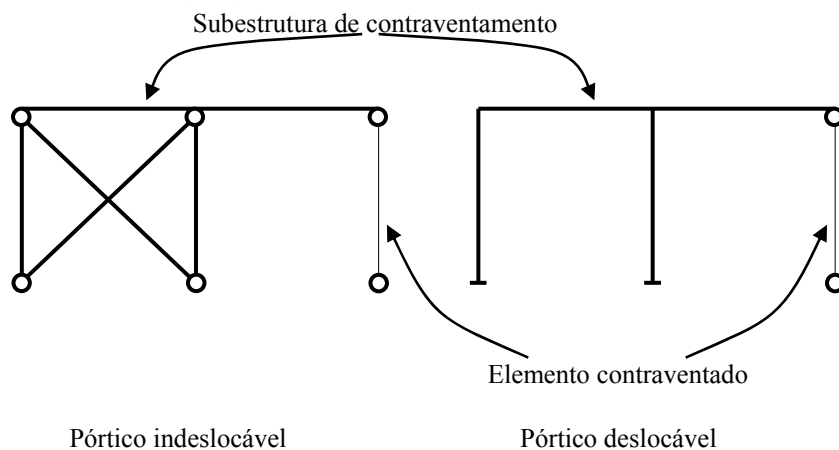 Subestrutura de contraventamento
Elemento contraventado
Pórtico indeslocável
Pórtico deslocável